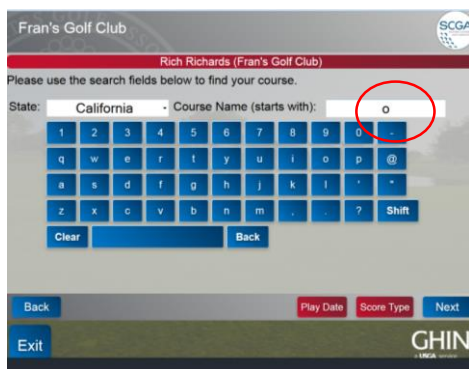 Fran's Golf Club
SCGA
Rich Richards (Fran's Golf Club)
Please use the search fields below to find your course.
State: California Course Name (starts with): o
1 2 3 4 5 6 7 8 9 0 -
q w e r t y u i o p @
a s d f g h j k l ' "
z x c v b n m , . ? Shift
Clear Back
Back Play Date Score Type Next
Exit GHIN
a USGA service